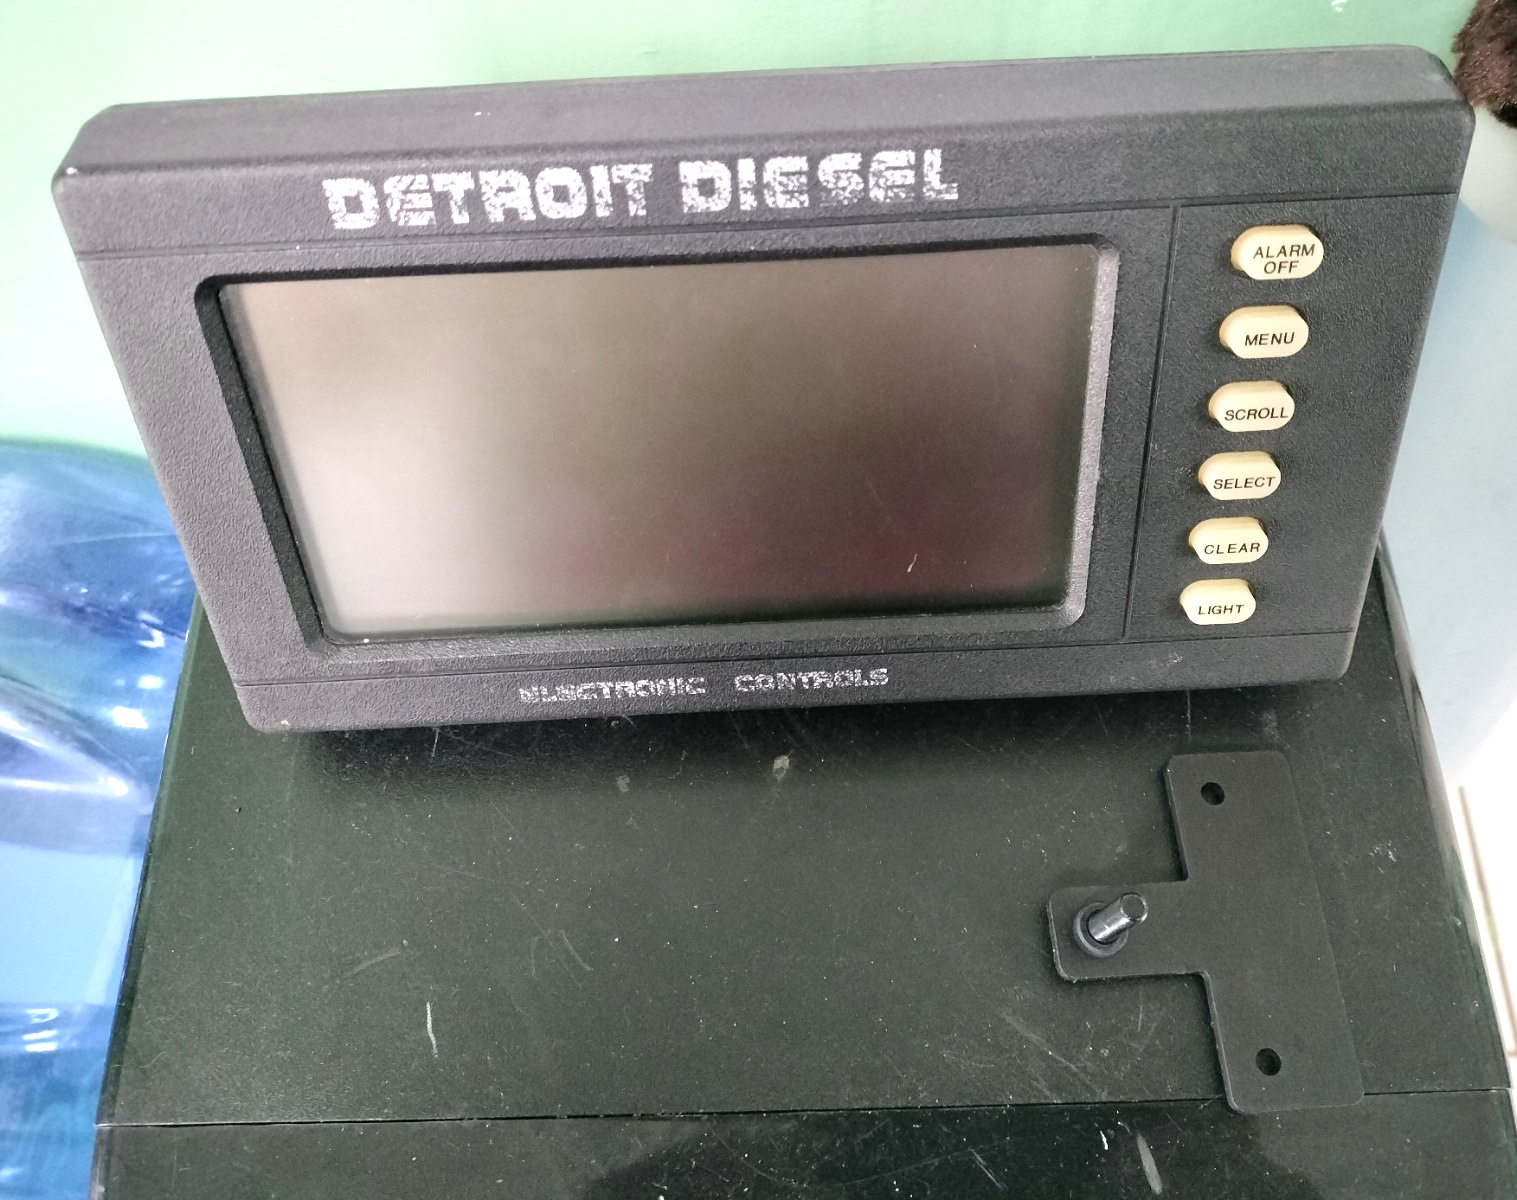 DETROIT DIESEL
ALARM
OFF
MENU
SCROLL
SELECT
CLEAR
LIGHT
ELECTRONIC CONTROLS